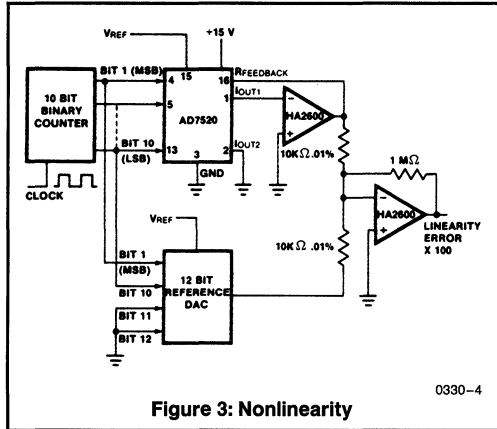 VREF
+15 V
BIT 1 (MSB)
15
4
16
RFEEDBACK
10 BIT
BINARY
COUNTER
5
AD7520
1
IOUT1
HA2600
BIT 10
(LSB)
13
3
2
IOUT2
GND
10KΩ .01%
1 MΩ
CLOCK
HA2600
LINEARITY
ERROR
X 100
VREF
10KΩ .01%
BIT 1
(MSB)
BIT 10
BIT 11
BIT 12
12 BIT
REFERENCE
DAC
0330-4
Figure 3: Nonlinearity